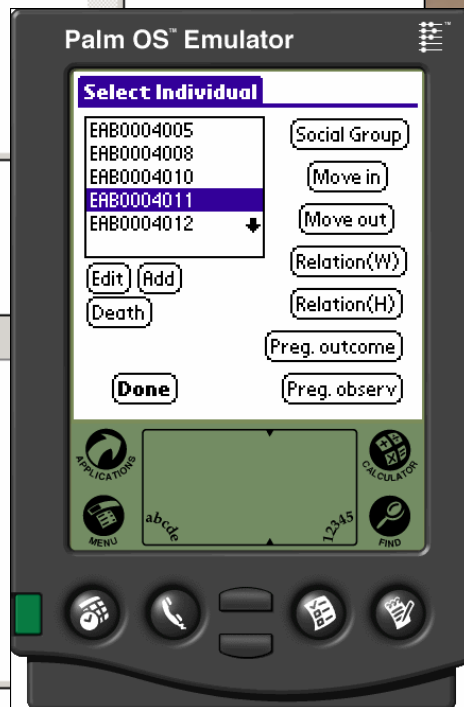 Palm OS™ Emulator
Select Individual
EAB0004005
EAB0004008
EAB0004010
EAB0004011
EAB0004012
Edit
Add
Death
Done
Social Group
Move in
Move out
Relation(W)
Relation(H)
Preg. outcome
Preg. observ
APPLICATIONS
MENU
abcde
12345
CALCULATOR
FIND